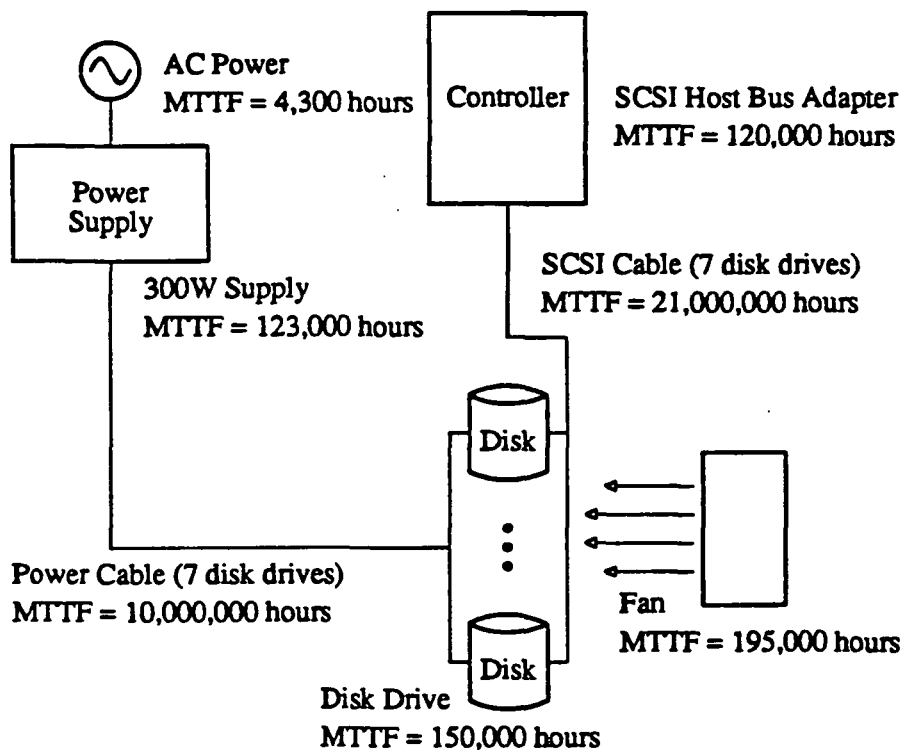 AC Power
MTTF = 4,300 hours
Controller
SCSI Host Bus Adapter
MTTF = 120,000 hours
Power
Supply
300W Supply
MTTF = 123,000 hours
SCSI Cable (7 disk drives)
MTTF = 21,000,000 hours
Disk
Power Cable (7 disk drives)
MTTF = 10,000,000 hours
Fan
MTTF = 195,000 hours
Disk
Disk Drive
MTTF = 150,000 hours